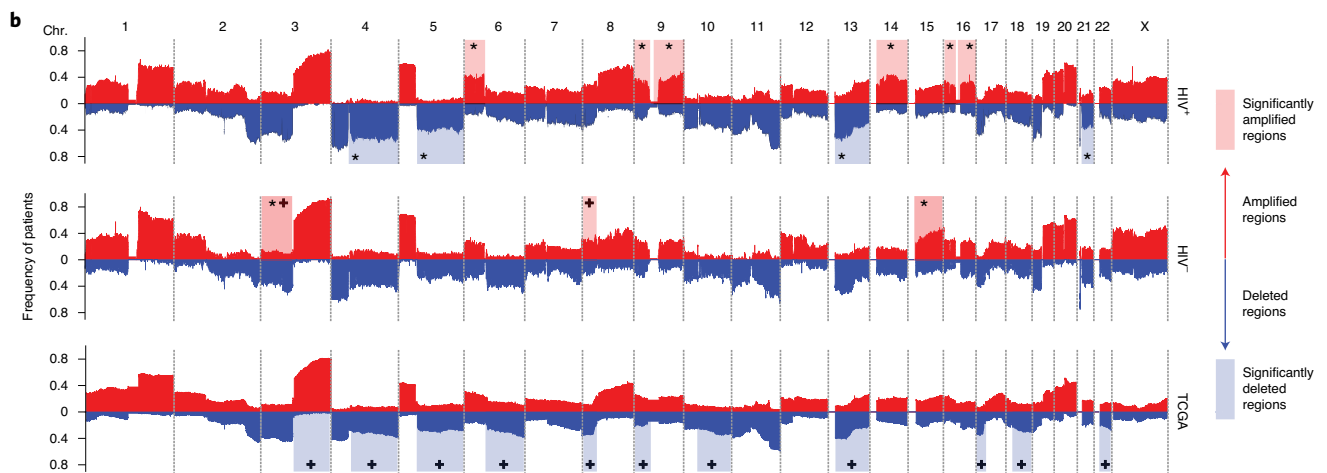 b
Chr.
1 2 3 4 5 6 7 8 9 10 11 12 13 14 15 16 17 18 19 20 21 22 X
Frequency of patients
0.8
0.4
0
0.4
0.8
* * * * * *
* * * *
HIV+
0.8
0.4
0
0.4
0.8
* + + *
HIV-
0.8
0.4
0
0.4
0.8
+ + + + + + + + + + +
TCGA
Significantly
amplified
regions
Amplified
regions
Deleted
regions
Significantly
deleted
regions